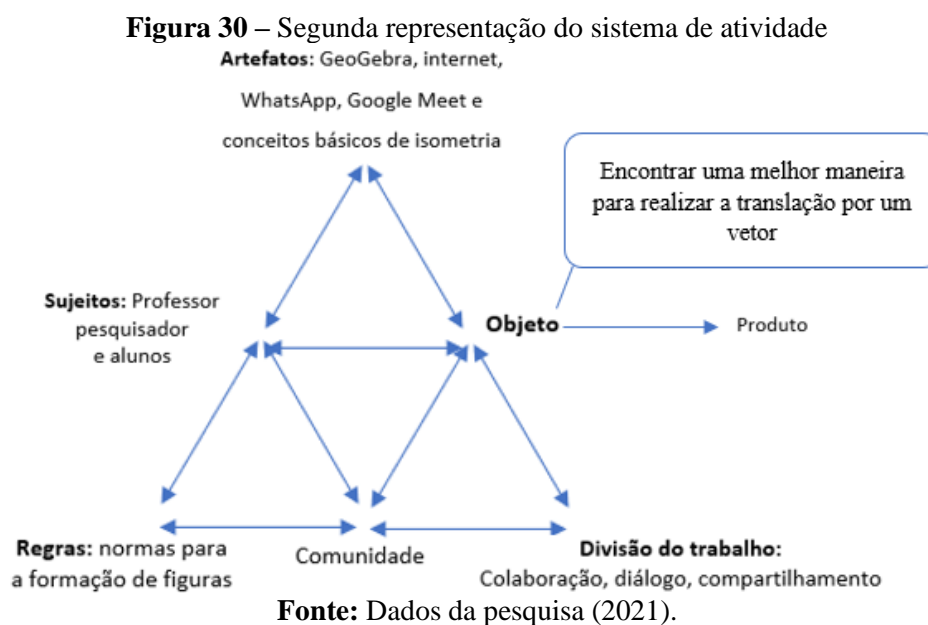 Figura 30 – Segunda representação do sistema de atividade
Artefatos: GeoGebra, internet,
WhatsApp, Google Meet e
conceitos básicos de isometria
Encontrar uma melhor maneira
para realizar a translação por um
vetor
Sujeitos: Professor
pesquisador
e alunos
Objeto
Produto
Regras: normas para
a formação de figuras
Comunidade
Divisão do trabalho:
Colaboração, diálogo, compartilhamento
Fonte: Dados da pesquisa (2021).